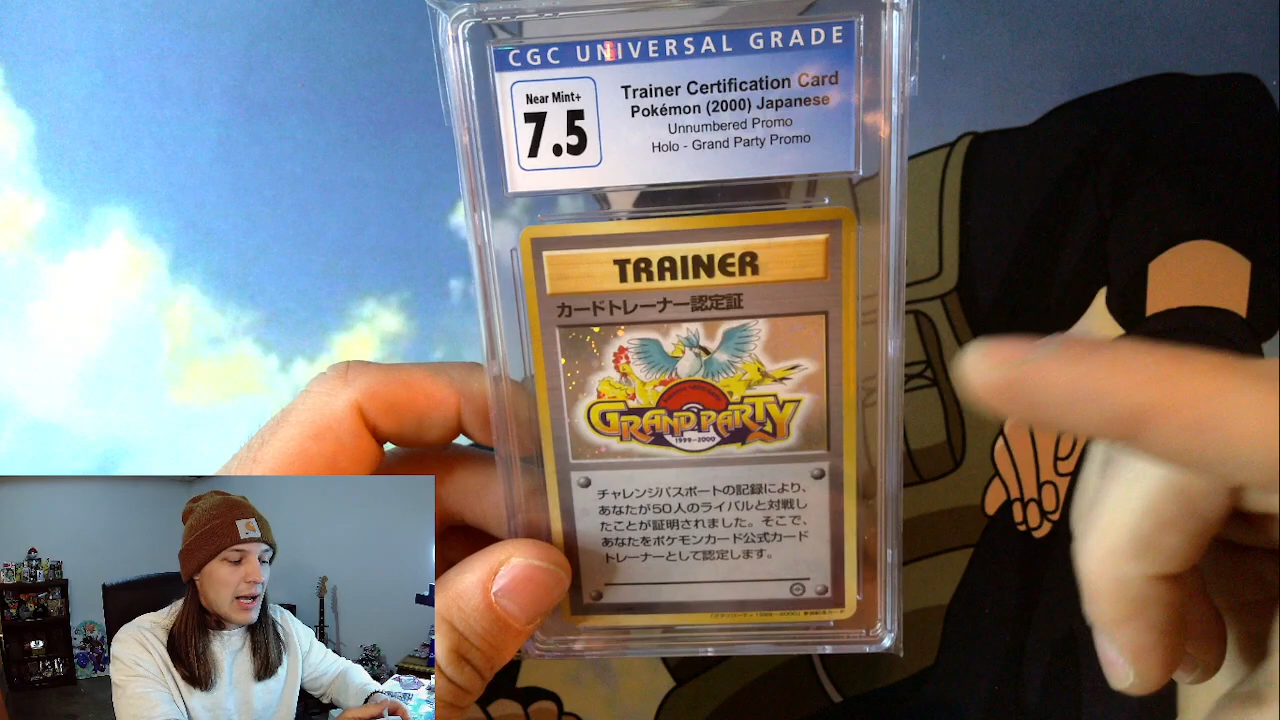 CGC UNIVERSAL GRADE
Near Mint+
7.5
Trainer Certification Card
Pokémon (2000) Japanese
Unnumbered Promo
Holo - Grand Party Promo
TRAINER
カードトレーナー認定証
GRAND PARTY
1999-2000
チャレンジパスポートの記録により、
あなたが50人のライバルと対戦し
たことが証明されました。そこで、
あなたをポケモンカード公式カード
トレーナーとして認定します。